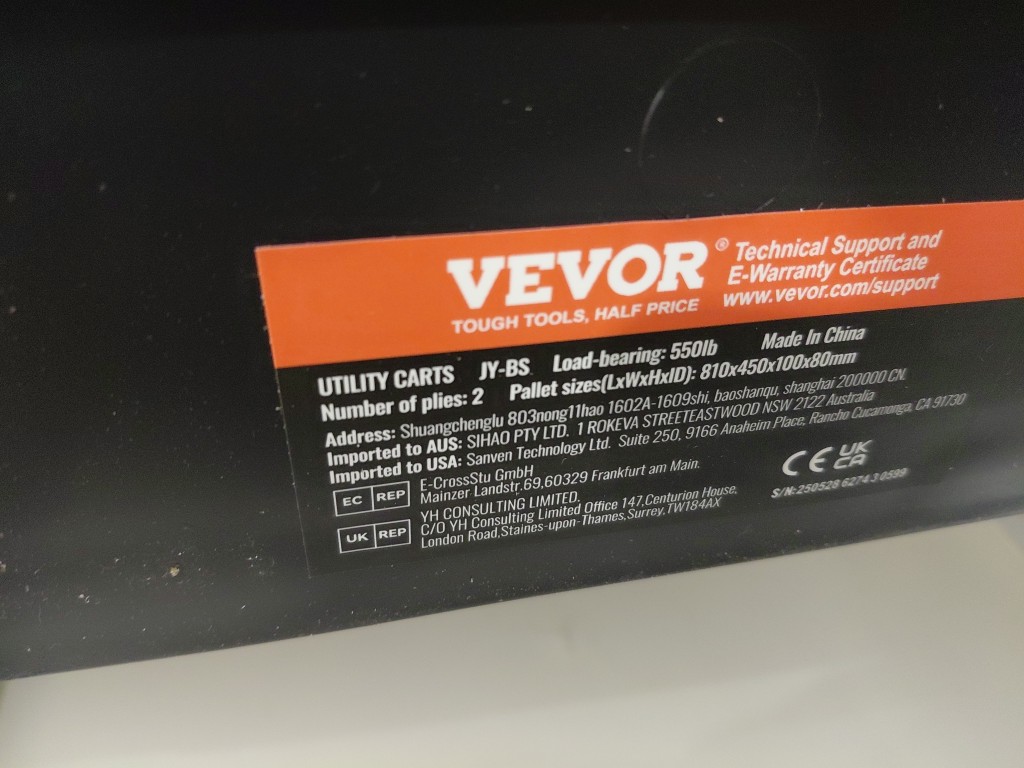 VEVOR®
TOUGH TOOLS, HALF PRICE
Technical Support and
E-Warranty Certificate
www.vevor.com/support
UTILITY CARTS JY-BS Load-bearing: 550lb Made In China
Number of plies: 2 Pallet sizes(LxWxHxID): 810x450x100x80mm
Address: Shuangchenglu 803nong11hao 1602A-1609shi, baoshanqu, shanghai 200000 CN.
Imported to AUS: SIHAO PTY LTD. 1 ROKEVA STREETEASTWOOD NSW 2122 Australia
Imported to USA: Sanven Technology Ltd. Suite 250, 9166 Anaheim Place, Rancho Cucamonga, CA 91730
EC REP
E-CrossStu GmbH
Mainzer Landstr.69,60329 Frankfurt am Main.
UK REP
YH CONSULTING LIMITED.
C/O YH Consulting Limited Office 147,Centurion House,
London Road,Staines-upon-Thames,Surrey,TW184AX
CE UK
CA
S/N:250528 6274 3 0599